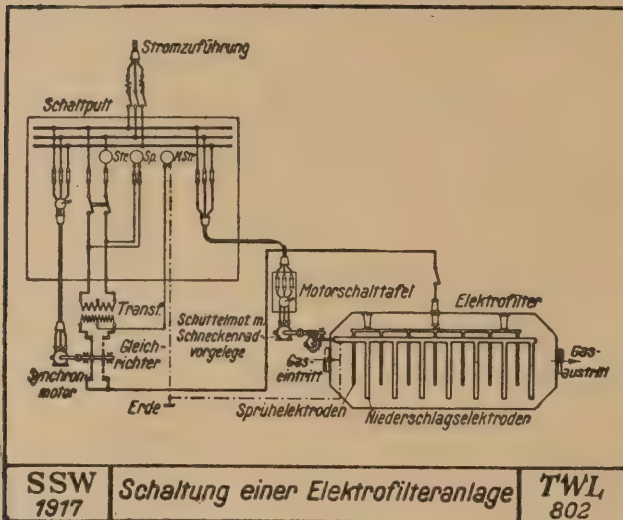 Stromzuführung
Schaltpult
Str.
Sp.
M.Str.
Transf.
Motorschalttafel
Elektrofilter
Schüttelmot. m.
Schneckenrad-
vorgelege
Gleich-
richter
Synchron-
motor
Gas-
eintritt
Gas-
austritt
Erde
Sprühelektroden
Niederschlagselektroden
SSW
1917
Schaltung einer Elektrofilteranlage
TWL
802